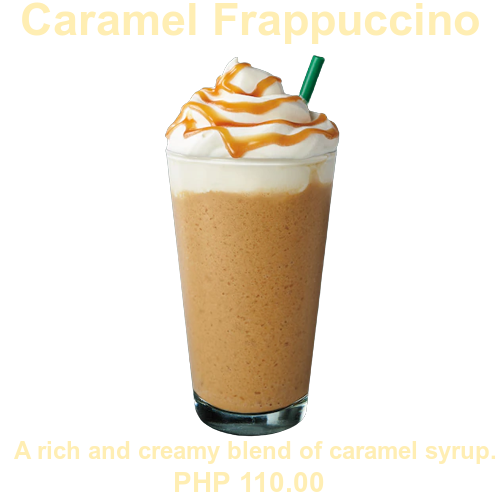 Caramel Frappuccino
A rich and creamy blend of caramel syrup.
PHP 110.00